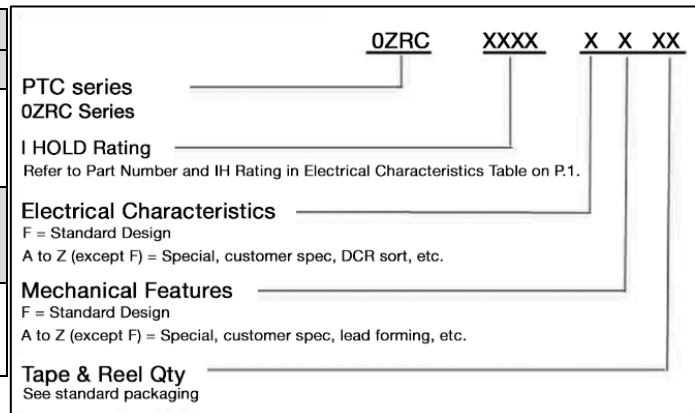 0ZRC XXXX X X XX
PTC series
0ZRC Series
I HOLD Rating
Refer to Part Number and IH Rating in Electrical Characteristics Table on P.1.
Electrical Characteristics
F = Standard Design
A to Z (except F) = Special, customer spec, DCR sort, etc.
Mechanical Features
F = Standard Design
A to Z (except F) = Special, customer spec, lead forming, etc.
Tape & Reel Qty
See standard packaging